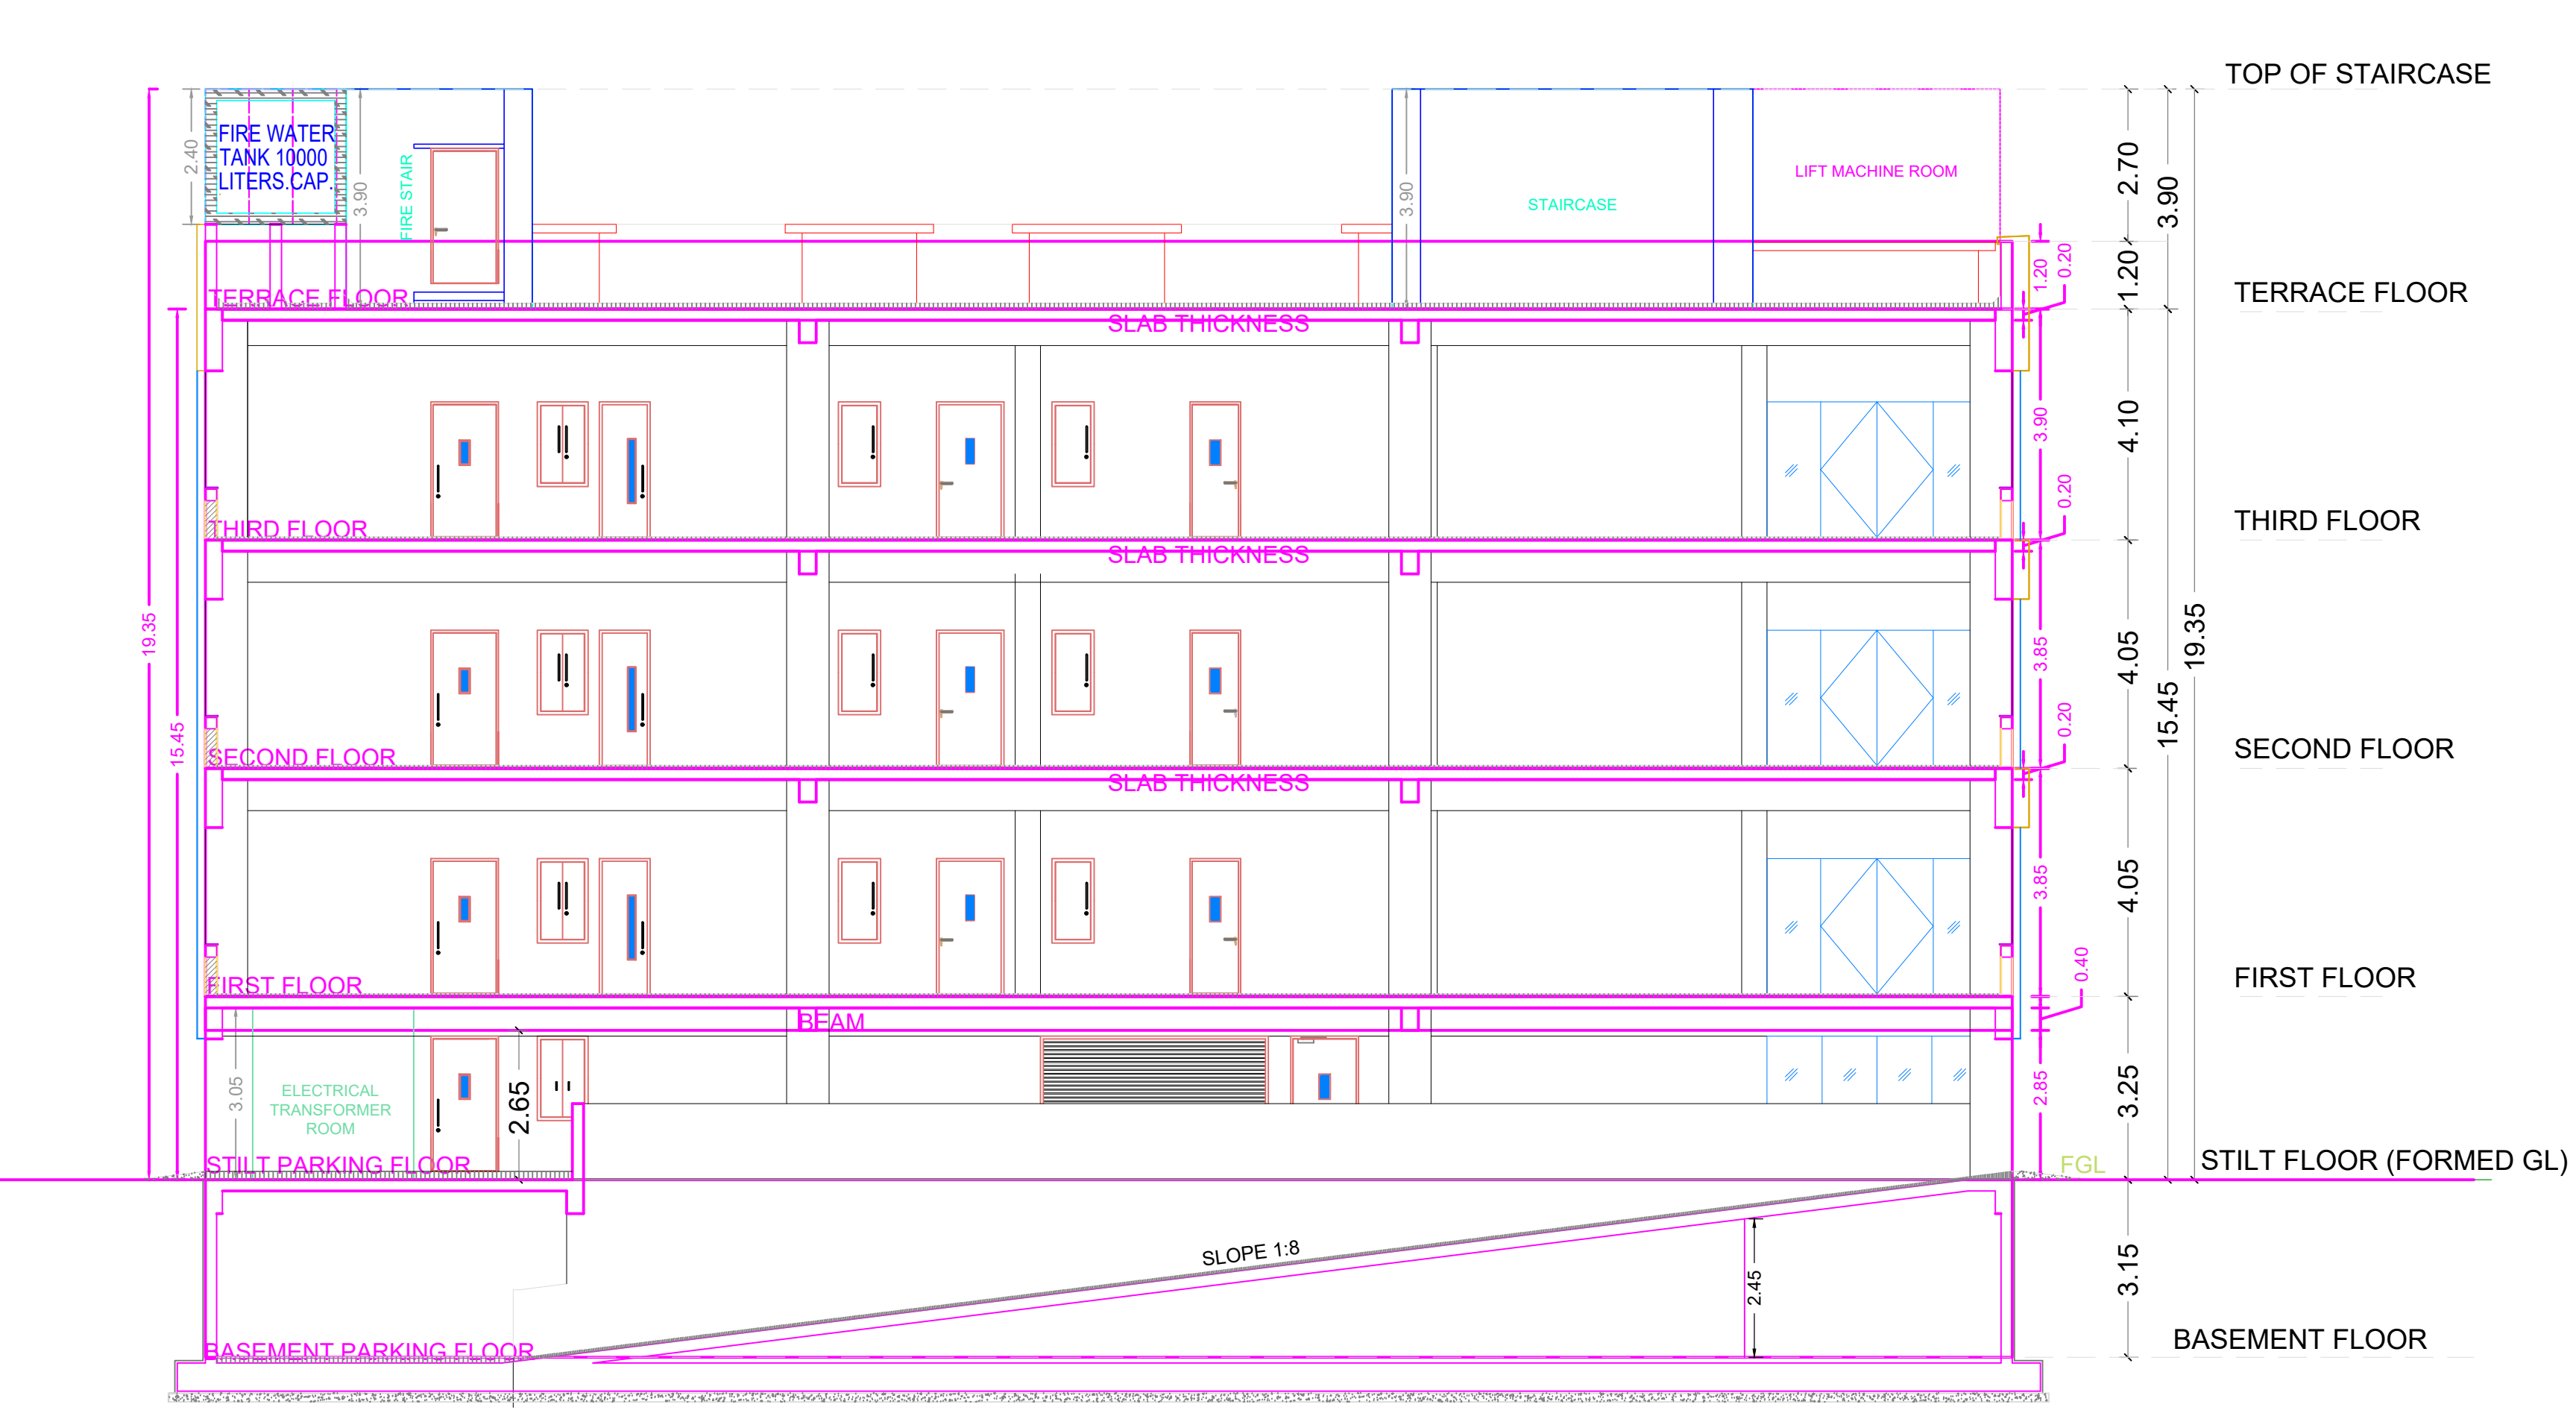 TOP OF STAIRCASE
FIRE WATER
TANK 10000
LITERS.CAP.
2.40
3.90
FIRE STAIR
3.90
STAIRCASE
LIFT MACHINE ROOM
2.70
3.90
1.20
0.20
1.20
TERRACE FLOOR
TERRACE FLOOR
SLAB THICKNESS
3.90
4.10
0.20
THIRD FLOOR
THIRD FLOOR
SLAB THICKNESS
19.35
15.45
3.85
4.05
19.35
15.45
0.20
SECOND FLOOR
SECOND FLOOR
SLAB THICKNESS
3.85
4.05
0.40
FIRST FLOOR
FIRST FLOOR
BEAM
3.05
ELECTRICAL
TRANSFORMER
ROOM
2.65
2.85
3.25
STILT PARKING FLOOR
FGL
STILT FLOOR (FORMED GL)
SLOPE 1:8
2.45
3.15
BASEMENT PARKING FLOOR
BASEMENT FLOOR